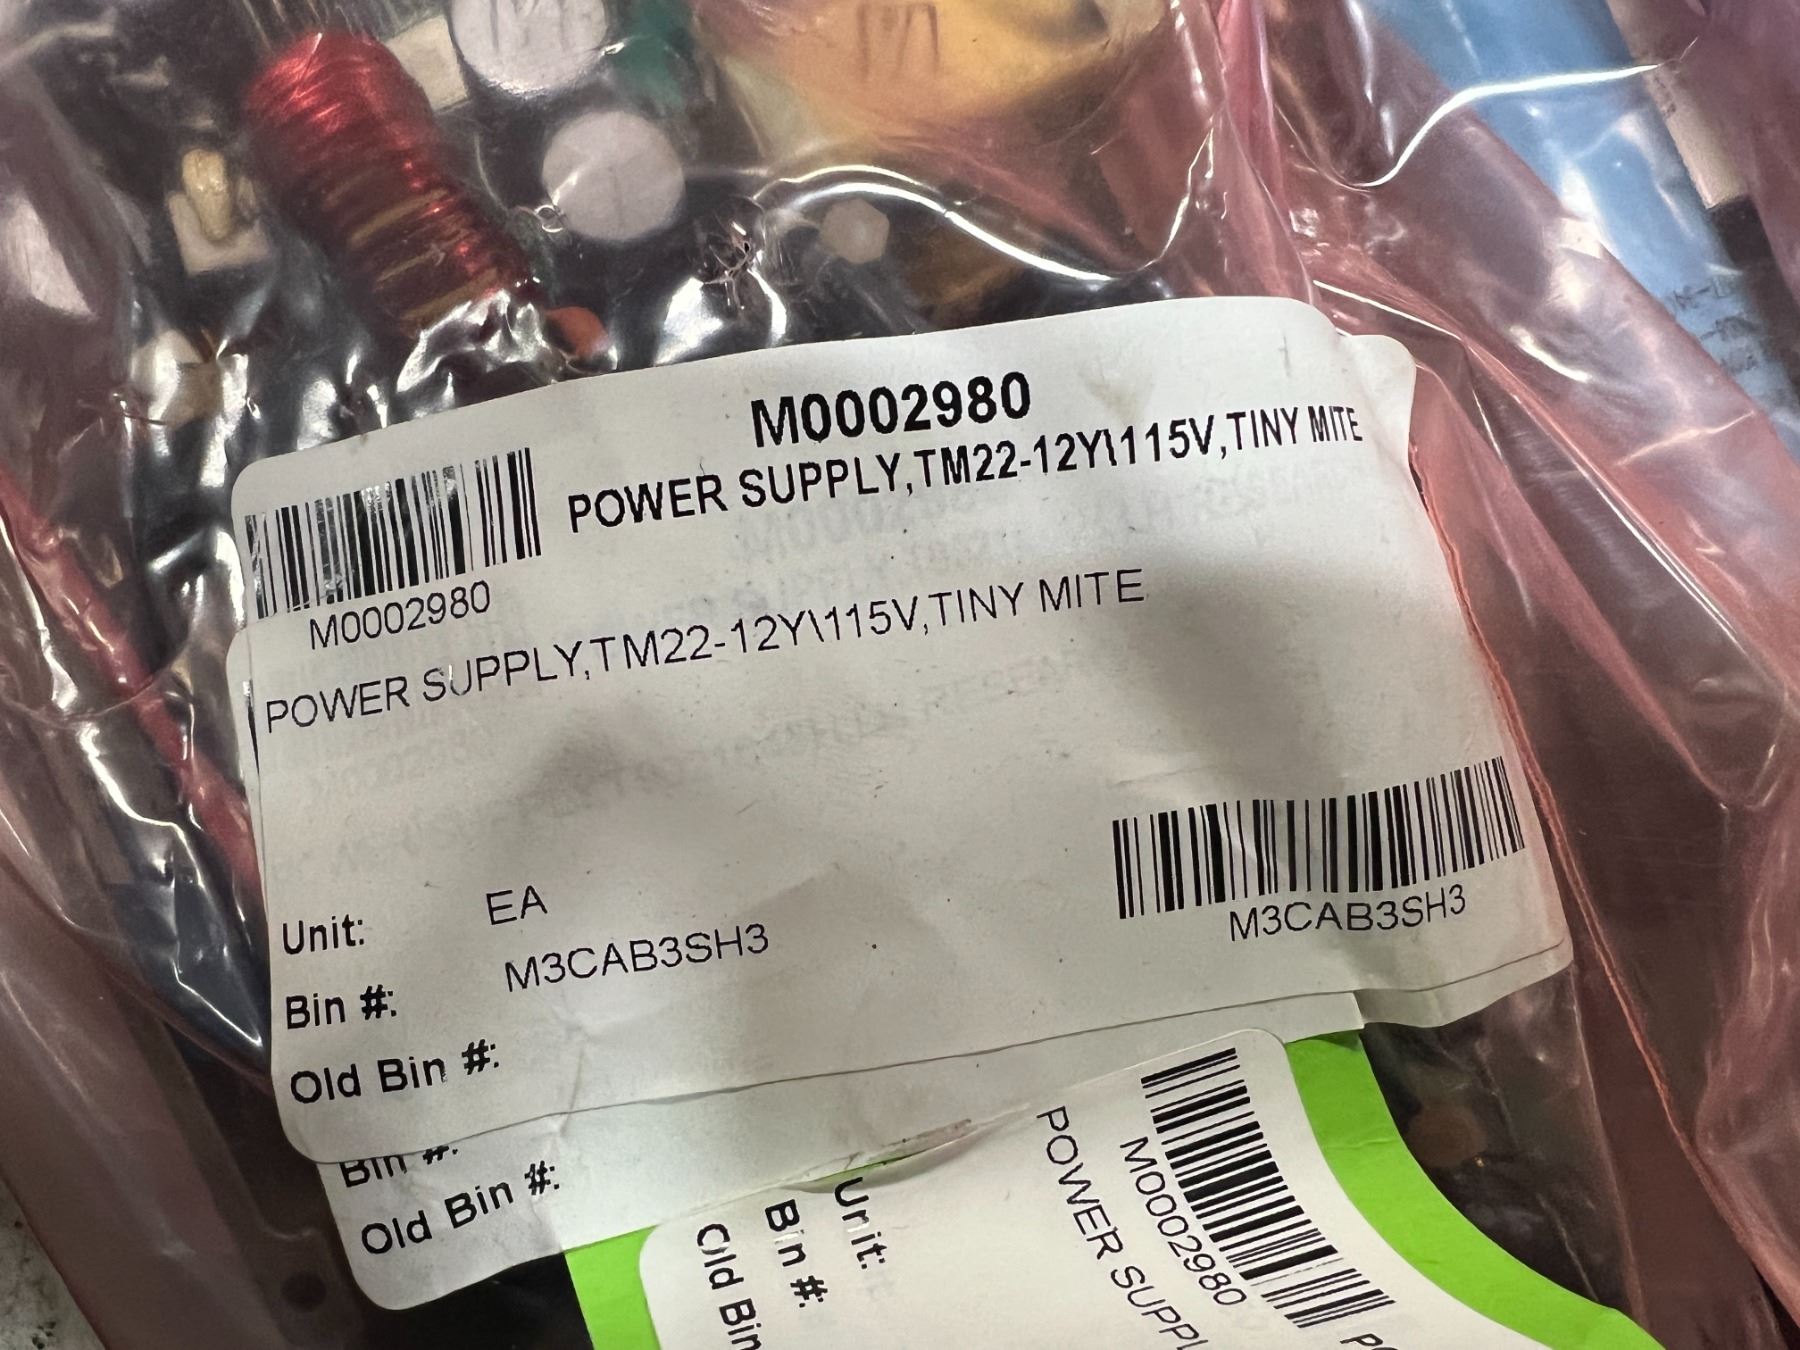 M0002980
POWER SUPPLY,TM22-12Y\115V,TINY MITE
M0002980
POWER SUPPLY,TM22-12Y\115V,TINY MITE
Unit: EA
Bin #: M3CAB3SH3
M3CAB3SH3
Old Bin #:
Bin #:
Old Bin #:
M0002980
POWER SUPPL
Unit:
Bin #:
Old Bin